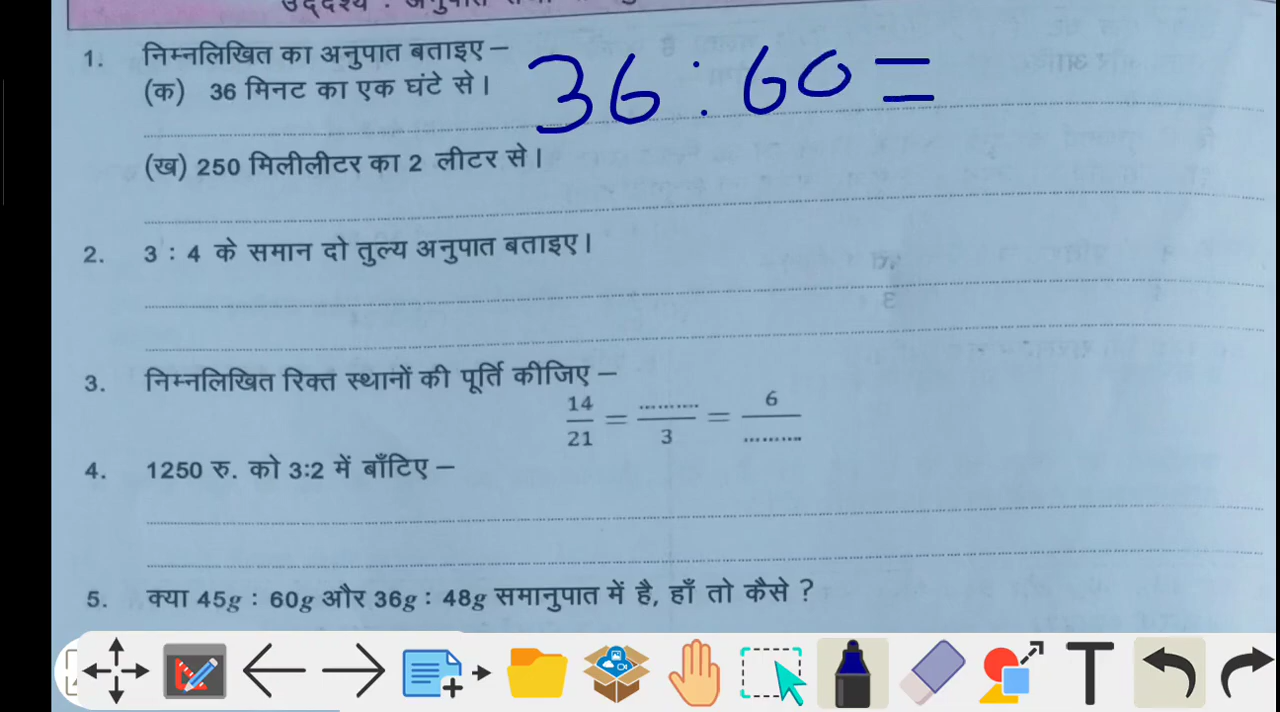 उद्देश्य : अनुपात
1. निम्नलिखित का अनुपात बताइए –
(क) 36 मिनट का एक घंटे से। 36 : 60 =
(ख) 250 मिलीलीटर का 2 लीटर से।
2. 3 : 4 के समान दो तुल्य अनुपात बताइए।
3. निम्नलिखित रिक्त स्थानों की पूर्ति कीजिए –
14/21 = ........./3 = 6/.........
4. 1250 रु. को 3:2 में बाँटिए –
5. क्या 45g : 60g और 36g : 48g समानुपात में है, हाँ तो कैसे ?
T